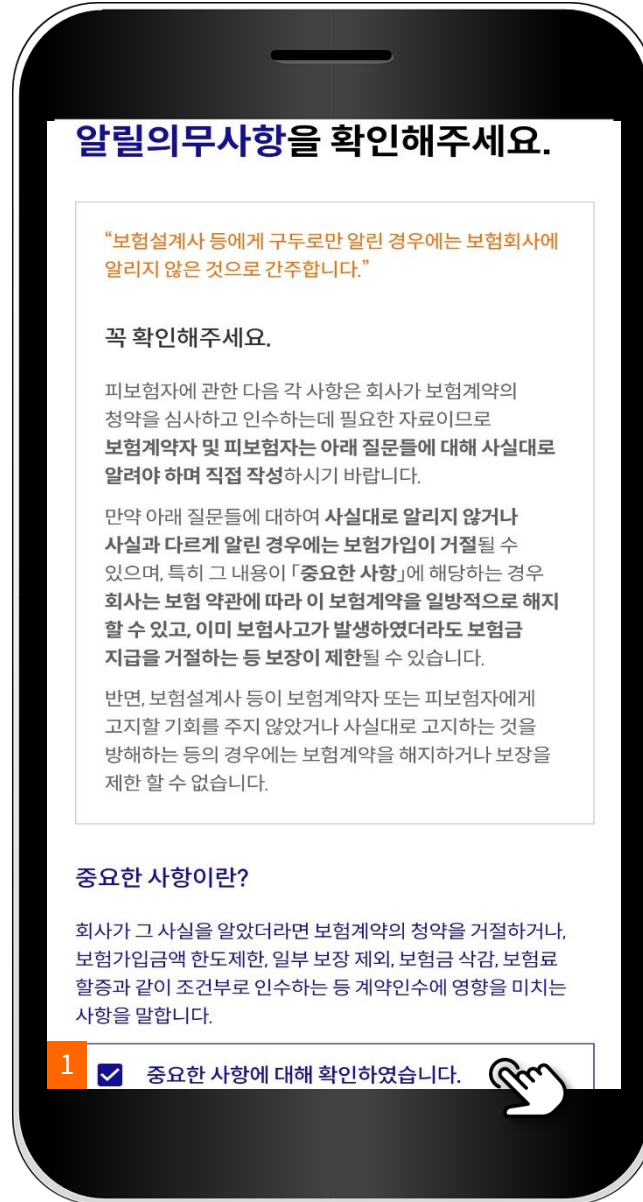 알릴의무사항을 확인해주세요.
“보험설계사 등에게 구두로만 알린 경우에는 보험회사에
알리지 않은 것으로 간주합니다.”
꼭 확인해주세요.
피보험자에 관한 다음 각 사항은 회사가 보험계약의
청약을 심사하고 인수하는데 필요한 자료이므로
보험계약자 및 피보험자는 아래 질문들에 대해 사실대로
알려야 하며 직접 작성하시기 바랍니다.
만약 아래 질문들에 대하여 사실대로 알리지 않거나
사실과 다르게 알린 경우에는 보험가입이 거절될 수
있으며, 특히 그 내용이 「중요한 사항」에 해당하는 경우
회사는 보험 약관에 따라 이 보험계약을 일방적으로 해지
할 수 있고, 이미 보험사고가 발생하였더라도 보험금
지급을 거절하는 등 보장이 제한될 수 있습니다.
반면, 보험설계사 등이 보험계약자 또는 피보험자에게
고지할 기회를 주지 않았거나 사실대로 고지하는 것을
방해하는 등의 경우에는 보험계약을 해지하거나 보장을
제한 할 수 없습니다.
중요한 사항이란?
회사가 그 사실을 알았더라면 보험계약의 청약을 거절하거나,
보험가입금액 한도제한, 일부 보장 제외, 보험금 삭감, 보험료
할증과 같이 조건부로 인수하는 등 계약인수에 영향을 미치는
사항을 말합니다.
1 중요한 사항에 대해 확인하였습니다.